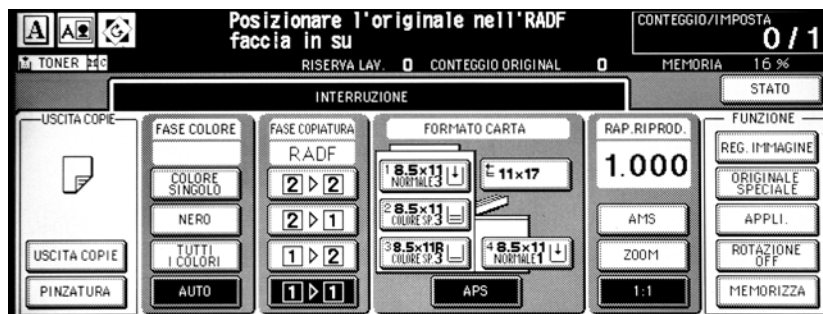 Posizionare l'originale nell'RADF
faccia in su
CONTEGGIO/IMPOSTA
0/1
TONER
RISERVA LAV. 0 CONTEGGIO ORIGINAL 0 MEMORIA 16 %
INTERRUZIONE
STATO
USCITA COPIE
USCITA COPIE
PINZATURA
FASE COLORE
COLORE
SINGOLO
NERO
TUTTI
I COLORI
AUTO
FASE COPIATURA
RADF
2 ▷ 2
2 ▷ 1
1 ▷ 2
1 ▷ 1
FORMATO CARTA
1 8.5×11
NORMALE3
11×17
2 8.5×11
COLORE SP.3
3 8.5×11R
COLORE SP.3
4 8.5×11
NORMALE1
APS
RAP.RIPROD.
1.000
AMS
ZOOM
1:1
FUNZIONE
REG. IMMAGINE
ORIGINALE
SPECIALE
APPLI.
ROTAZIONE
OFF
MEMORIZZA